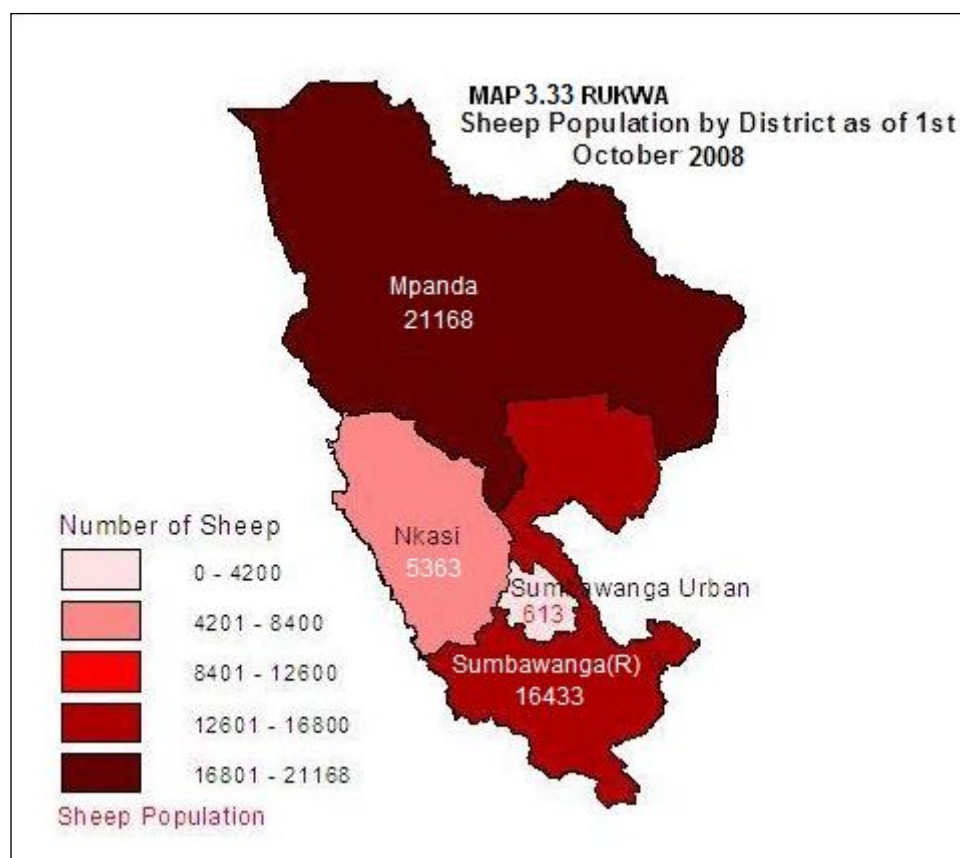 MAP 3.33 RUKWA
Sheep Population by District as of 1st
October 2008
Mpanda
21168
Nkasi
5363
Sumbawanga Urban
613
Sumbawanga(R)
16433
Number of Sheep
0 - 4200
4201 - 8400
8401 - 12600
12601 - 16800
16801 - 21168
Sheep Population